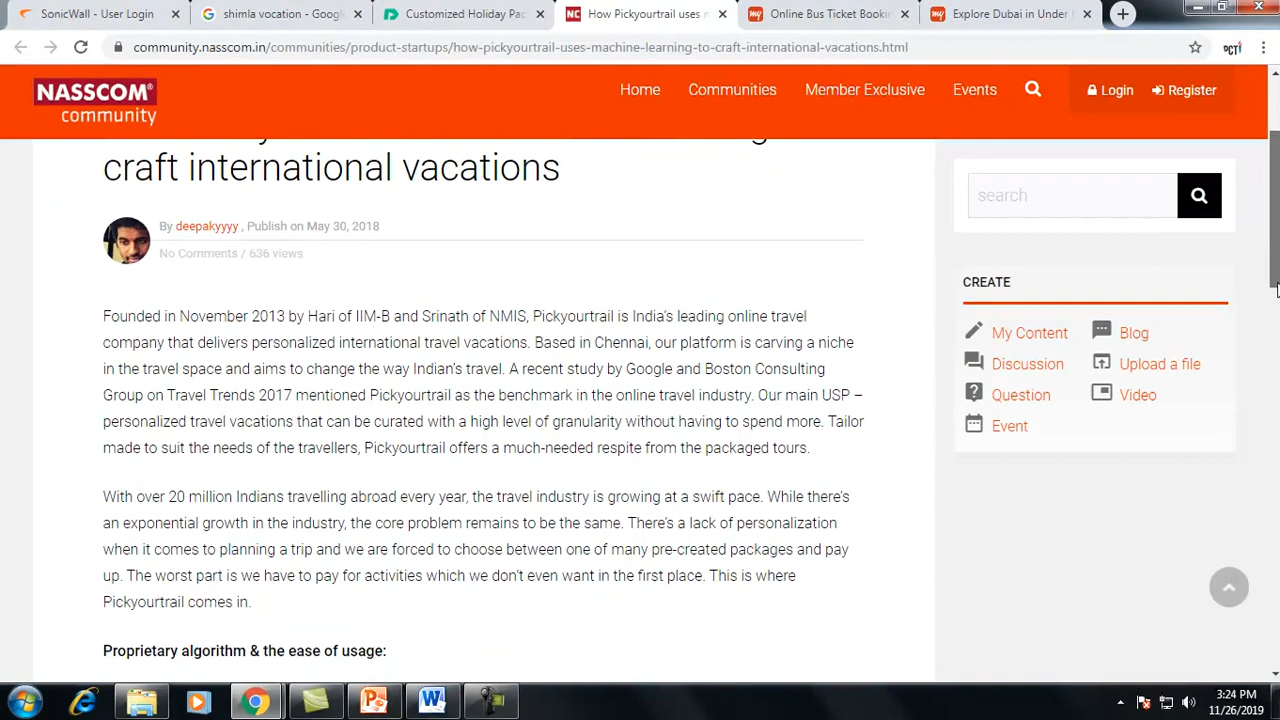 SonicWall - User Login
shimla vocation - Goog
Customized Holiday Pac
How Pickyourtrail uses
Online Bus Ticket Booki
Explore Dubai in Under
community.nasscom.in/communities/product-startups/how-pickyourtrail-uses-machine-learning-to-craft-international-vacations.html
NASSCOM®
community
Home
Communities
Member Exclusive
Events
Login
Register
craft international vacations
By deepakyyyy , Publish on May 30, 2018
No Comments / 636 views
search
CREATE
My Content
Blog
Discussion
Upload a file
Question
Video
Event
Founded in November 2013 by Hari of IIM-B and Srinath of NMIS, Pickyourtrail is India's leading online travel
company that delivers personalized international travel vacations. Based in Chennai, our platform is carving a niche
in the travel space and aims to change the way Indian's travel. A recent study by Google and Boston Consulting
Group on Travel Trends 2017 mentioned Pickyourtrail as the benchmark in the online travel industry. Our main USP –
personalized travel vacations that can be curated with a high level of granularity without having to spend more. Tailor
made to suit the needs of the travellers, Pickyourtrail offers a much-needed respite from the packaged tours.
With over 20 million Indians travelling abroad every year, the travel industry is growing at a swift pace. While there's
an exponential growth in the industry, the core problem remains to be the same. There's a lack of personalization
when it comes to planning a trip and we are forced to choose between one of many pre-created packages and pay
up. The worst part is we have to pay for activities which we don't even want in the first place. This is where
Pickyourtrail comes in.
Proprietary algorithm & the ease of usage:
3:24 PM
11/26/2019